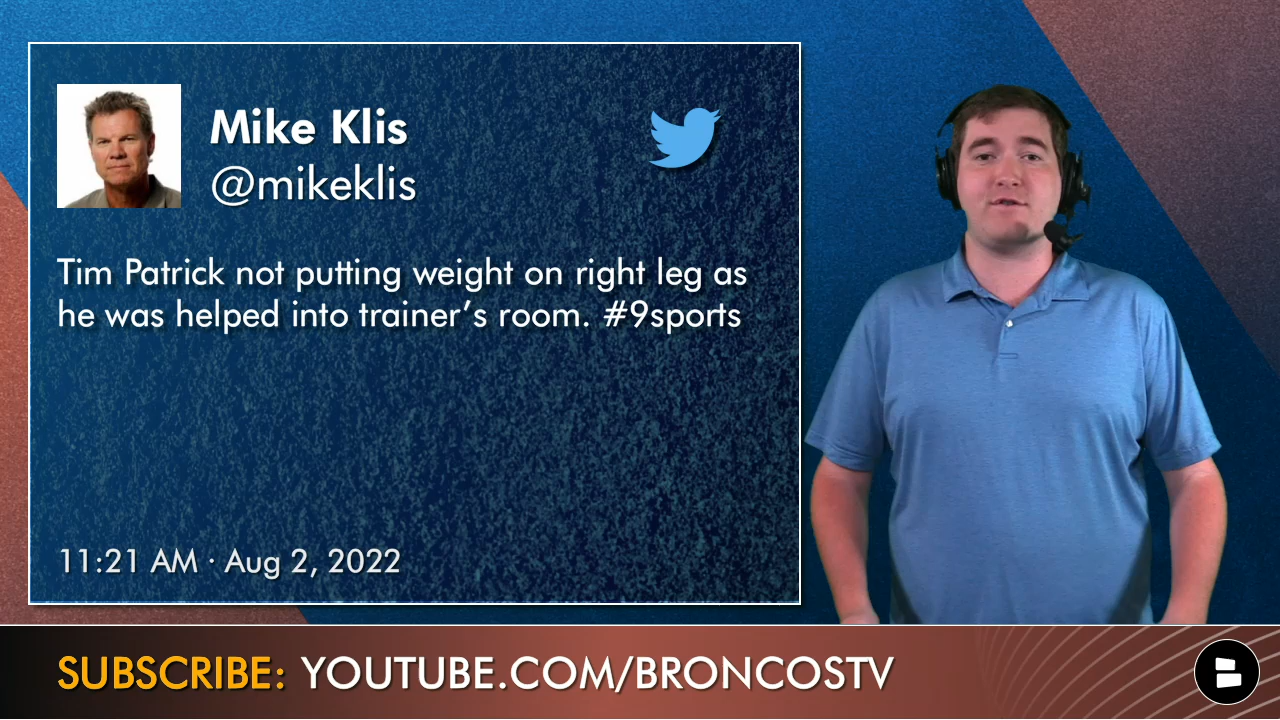 Mike Klis
@mikeklis
Tim Patrick not putting weight on right leg as
he was helped into trainer’s room. #9sports
11:21 AM · Aug 2, 2022
SUBSCRIBE: YOUTUBE.COM/BRONCOSTV